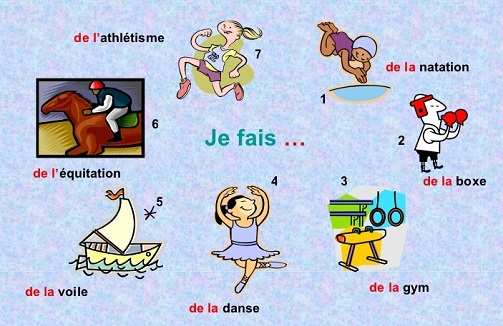 de l'athlétisme
7
de la natation
1
6
Je fais …
2
de l'équitation
de la boxe
5
4
3
de la voile
de la danse
de la gym